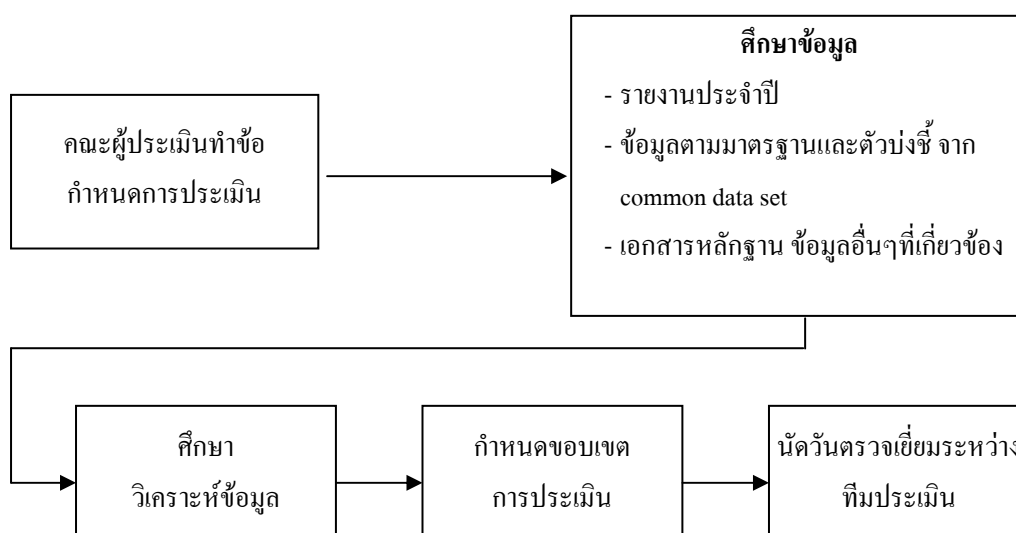 คณะผู้ประเมินทำข้อ
กำหนดการประเมิน
ศึกษาข้อมูล
- รายงานประจำปี
- ข้อมูลตามมาตรฐานและตัวบ่งชี้ จาก
common data set
- เอกสารหลักฐาน ข้อมูลอื่นๆที่เกี่ยวข้อง
ศึกษา
วิเคราะห์ข้อมูล
กำหนดขอบเขต
การประเมิน
นัดวันตรวจเยี่ยมระหว่าง
ทีมประเมิน